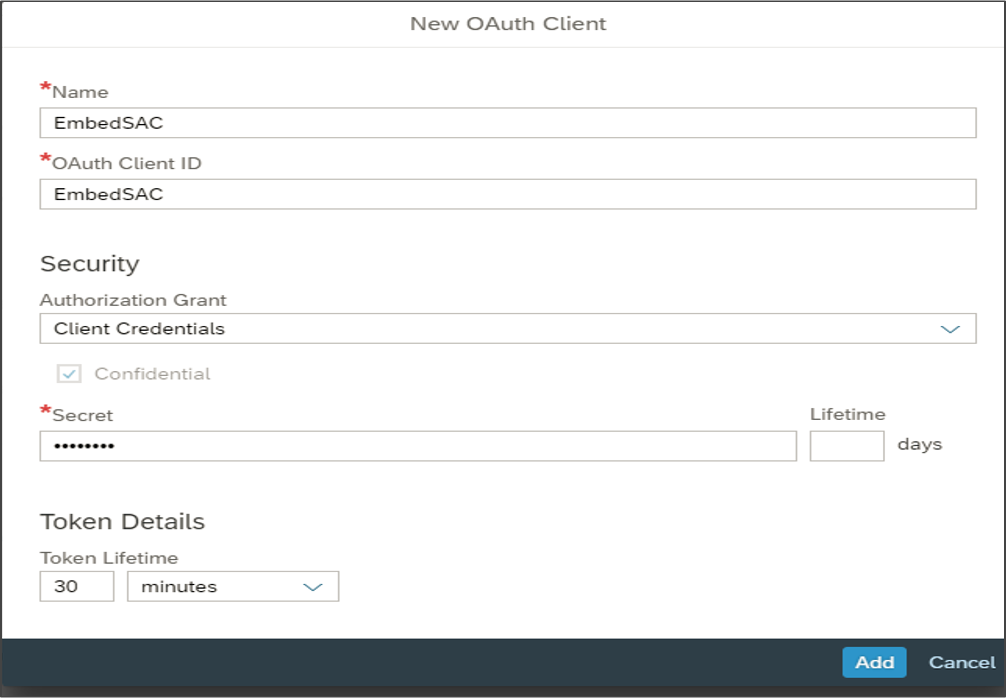 New OAuth Client
*Name
EmbedSAC
*OAuth Client ID
EmbedSAC
Security
Authorization Grant
Client Credentials
Confidential
*Secret Lifetime
•••••••• days
Token Details
Token Lifetime
30 minutes
Add Cancel